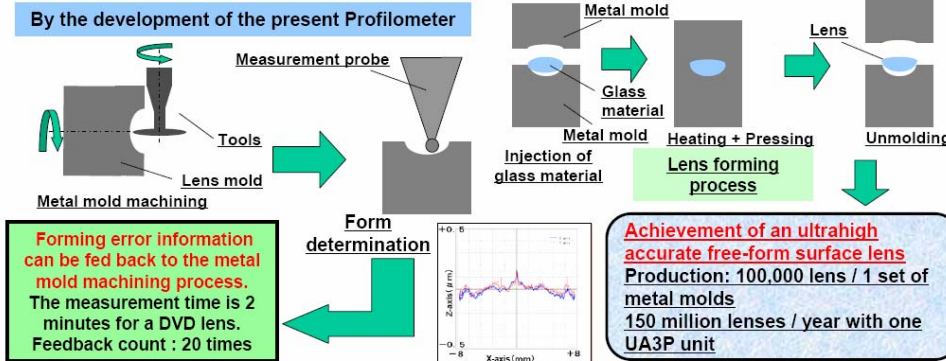 By the development of the present Profilometer
Measurement probe
Tools
Lens mold
Metal mold machining
Metal mold
Glass
material
Metal mold
Injection of
glass material
Heating + Pressing
Lens
Unmolding
Lens forming
process
Form
determination
Forming error information
can be fed back to the metal
mold machining process.
The measurement time is 2
minutes for a DVD lens.
Feedback count : 20 times
+0.5
Z-axis(μm)
-0.5
-8
X-axis(mm)
+8
Achievement of an ultrahigh
accurate free-form surface lens
Production: 100,000 lens / 1 set of
metal molds
150 million lenses / year with one
UA3P unit